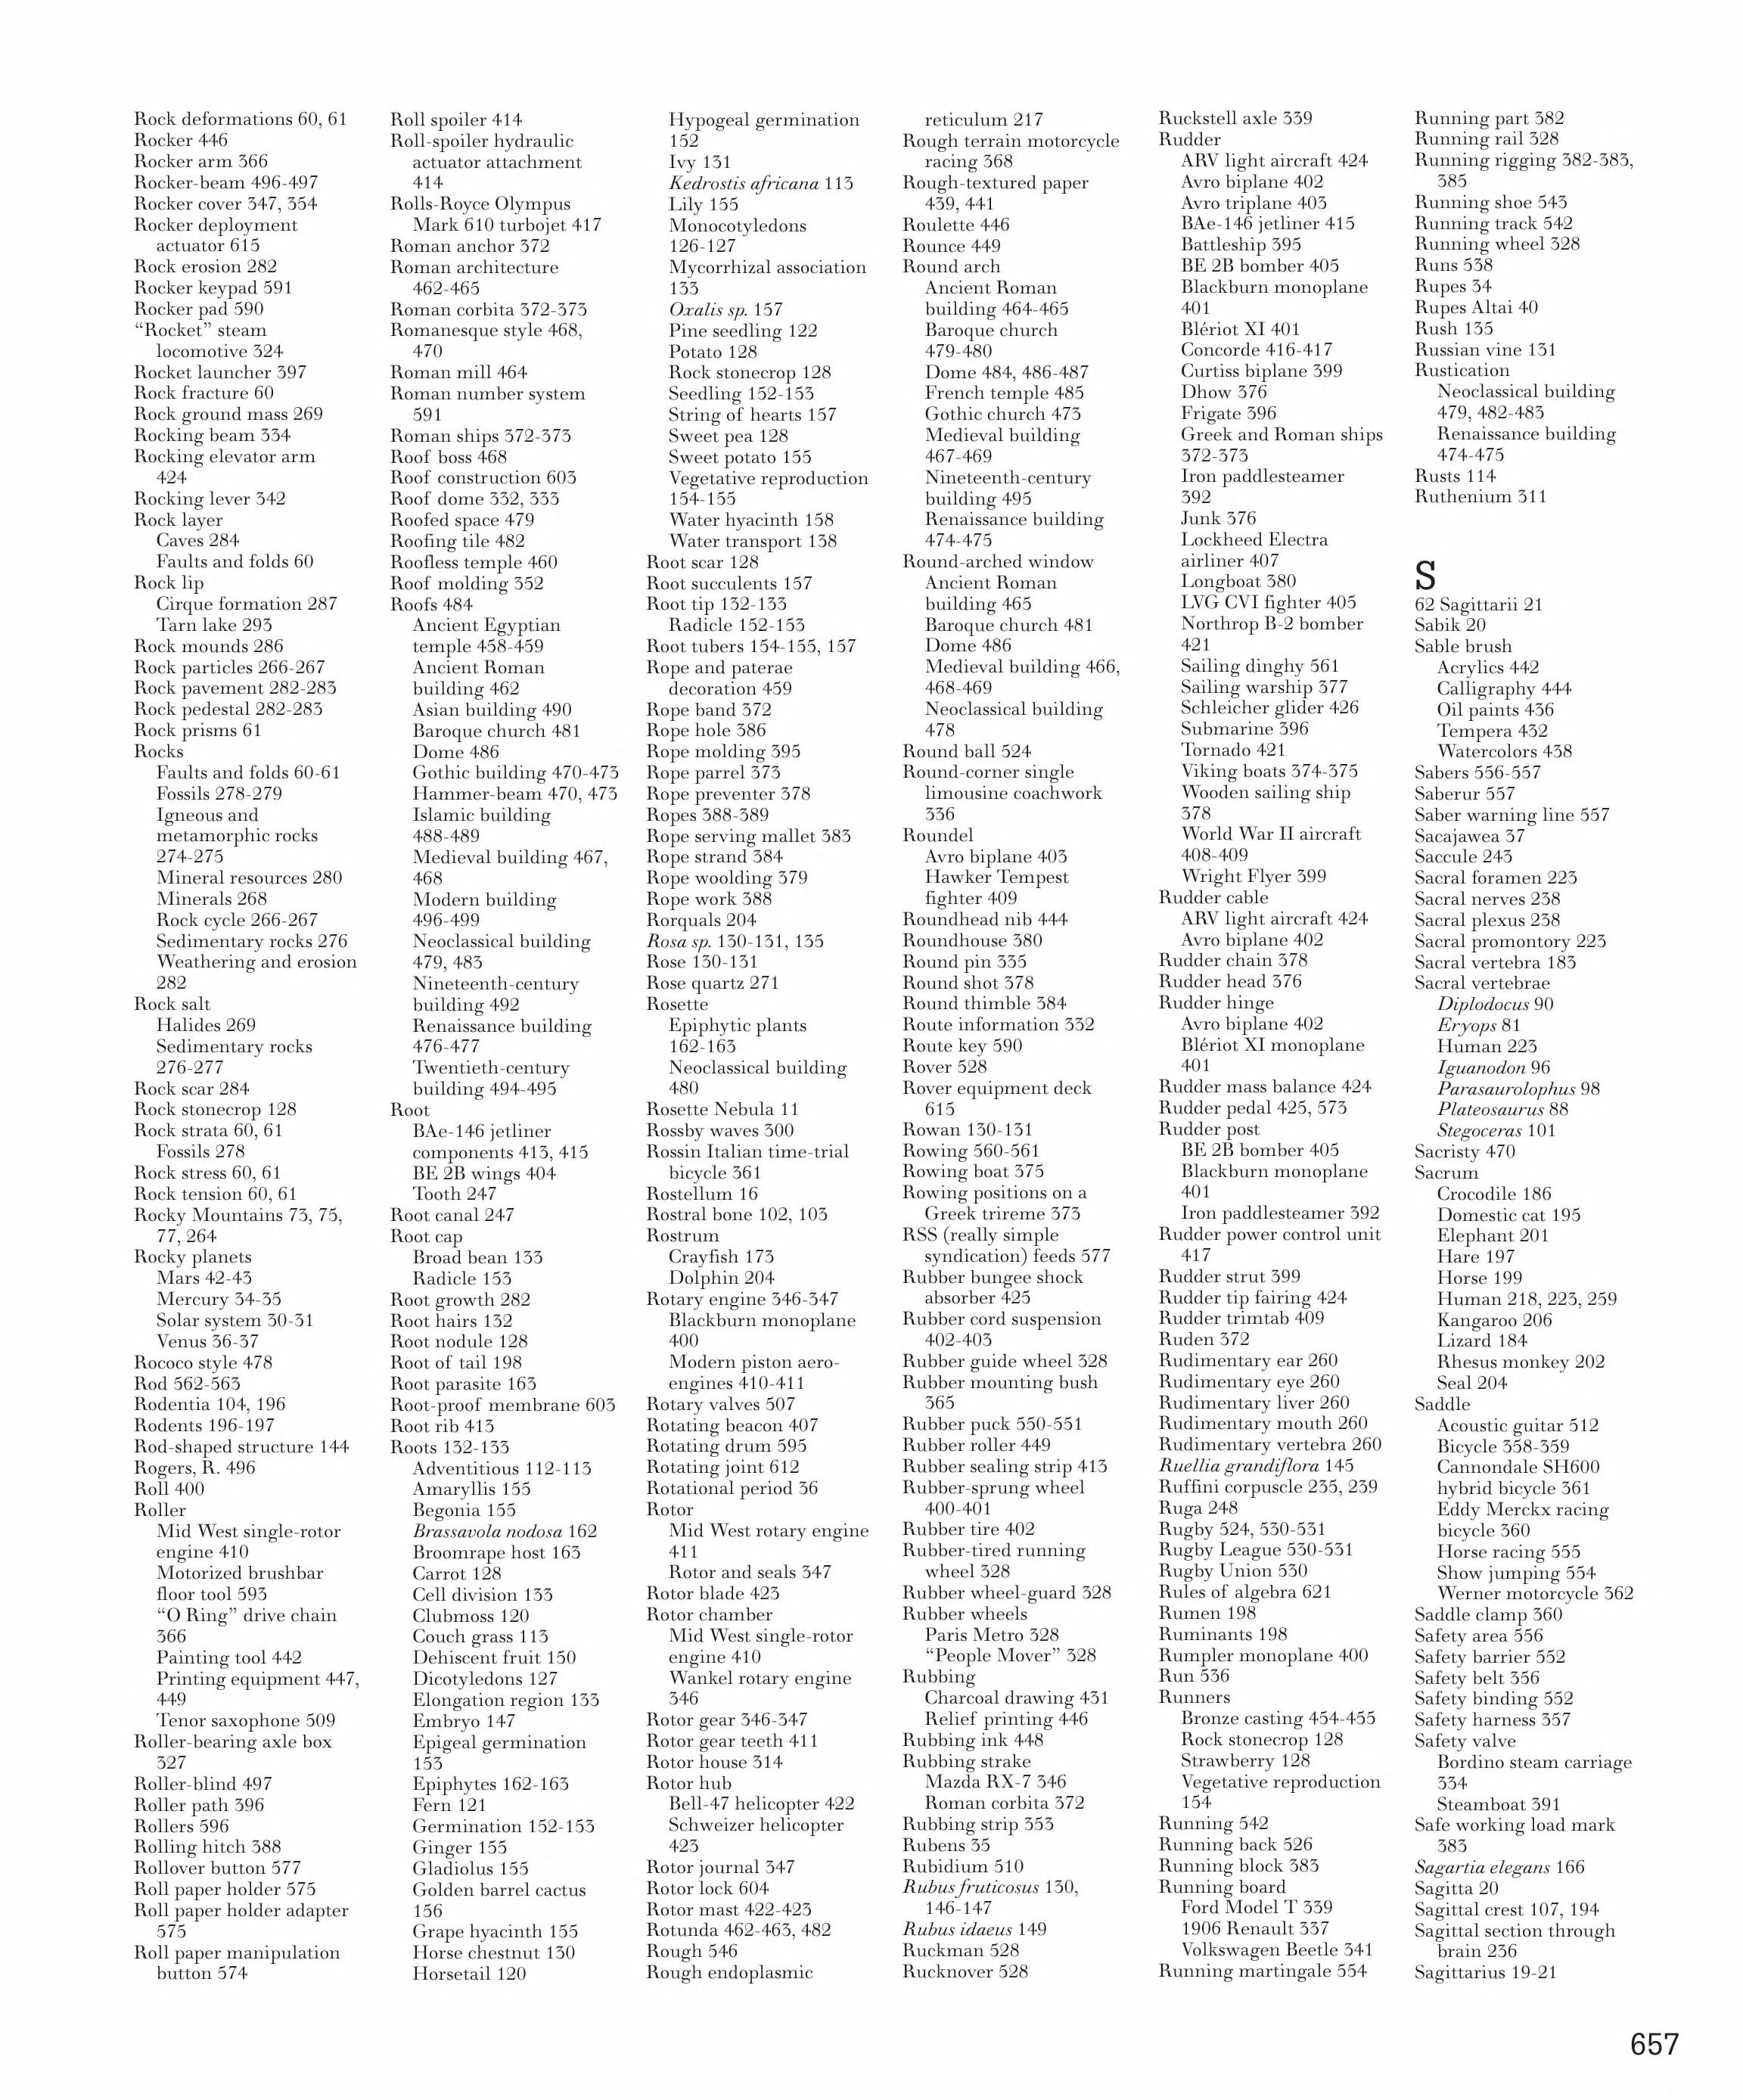 Rock deformations 60, 61
Rocker 446
Rocker arm 366
Rocker-beam 496-497
Rocker cover 347, 354
Rocker deployment
actuator 615
Rock erosion 282
Rocker keypad 591
Rocker pad 590
“Rocket” steam
locomotive 324
Rocket launcher 397
Rock fracture 60
Rock ground mass 269
Rocking beam 334
Rocking elevator arm
424
Rocking lever 342
Rock layer
Caves 284
Faults and folds 60
Rock lip
Cirque formation 287
Tarn lake 293
Rock mounds 286
Rock particles 266-267
Rock pavement 282-283
Rock pedestal 282-283
Rock prisms 61
Rocks
Faults and folds 60-61
Fossils 278-279
Igneous and
metamorphic rocks
274-275
Mineral resources 280
Minerals 268
Rock cycle 266-267
Sedimentary rocks 276
Weathering and erosion
282
Rock salt
Halides 269
Sedimentary rocks
276-277
Rock scar 284
Rock stonecrop 128
Rock strata 60, 61
Fossils 278
Rock stress 60, 61
Rock tension 60, 61
Rocky Mountains 73, 75,
77, 264
Rocky planets
Mars 42-43
Mercury 34-35
Solar system 30-31
Venus 36-37
Rococo style 478
Rod 562-563
Rodentia 104, 196
Rodents 196-197
Rod-shaped structure 144
Rogers, R. 496
Roll 400
Roller
Mid West single-rotor
engine 410
Motorized brushbar
floor tool 593
“O Ring” drive chain
366
Painting tool 442
Printing equipment 447,
449
Tenor saxophone 509
Roller-bearing axle box
327
Roller-blind 497
Roller path 396
Rollers 596
Rolling hitch 388
Rollover button 577
Roll paper holder 575
Roll paper holder adapter
575
Roll paper manipulation
button 574
Roll spoiler 414
Roll-spoiler hydraulic
actuator attachment
414
Rolls-Royce Olympus
Mark 610 turbojet 417
Roman anchor 372
Roman architecture
462-465
Roman corbita 372-373
Romanesque style 468,
470
Roman mill 464
Roman number system
591
Roman ships 372-373
Roof boss 468
Roof construction 603
Roof dome 332, 333
Roofed space 479
Roofing tile 482
Roofless temple 460
Roof molding 352
Roofs 484
Ancient Egyptian
temple 458-459
Ancient Roman
building 462
Asian building 490
Baroque church 481
Dome 486
Gothic building 470-473
Hammer-beam 470, 473
Islamic building
488-489
Medieval building 467,
468
Modern building
496-499
Neoclassical building
479, 483
Nineteenth-century
building 492
Renaissance building
476-477
Twentieth-century
building 494-495
Root
BAe-146 jetliner
components 413, 415
BE 2B wings 404
Tooth 247
Root canal 247
Root cap
Broad bean 133
Radicle 153
Root growth 282
Root hairs 132
Root nodule 128
Root of tail 198
Root parasite 163
Root-proof membrane 603
Root rib 413
Roots 132-133
Adventitious 112-113
Amaryllis 155
Begonia 155
Brassavola nodosa 162
Broomrape host 163
Carrot 128
Cell division 133
Clubmoss 120
Couch grass 113
Dehiscent fruit 150
Dicotyledons 127
Elongation region 133
Embryo 147
Epigeal germination
153
Epiphytes 162-163
Fern 121
Germination 152-153
Ginger 155
Gladiolus 155
Golden barrel cactus
156
Grape hyacinth 155
Horse chestnut 130
Horsetail 120
Hypogeal germination
152
Ivy 131
Kedrostis africana 113
Lily 155
Monocotyledons
126-127
Mycorrhizal association
133
Oxalis sp. 157
Pine seedling 122
Potato 128
Rock stonecrop 128
Seedling 152-153
String of hearts 157
Sweet pea 128
Sweet potato 155
Vegetative reproduction
154-155
Water hyacinth 158
Water transport 138
Root scar 128
Root succulents 157
Root tip 132-133
Radicle 152-153
Root tubers 154-155, 157
Rope and paterae
decoration 459
Rope band 372
Rope hole 386
Rope molding 395
Rope parrel 373
Rope preventer 378
Ropes 388-389
Rope serving mallet 383
Rope strand 384
Rope woolding 379
Rope work 388
Rorquals 204
Rosa sp. 130-131, 135
Rose 130-131
Rose quartz 271
Rosette
Epiphytic plants
162-163
Neoclassical building
480
Rosette Nebula 11
Rossby waves 300
Rossin Italian time-trial
bicycle 361
Rostellum 16
Rostral bone 102, 103
Rostrum
Crayfish 173
Dolphin 204
Rotary engine 346-347
Blackburn monoplane
400
Modern piston aero-
engines 410-411
Rotary valves 507
Rotating beacon 407
Rotating drum 595
Rotating joint 612
Rotational period 36
Rotor
Mid West rotary engine
411
Rotor and seals 347
Rotor blade 423
Rotor chamber
Mid West single-rotor
engine 410
Wankel rotary engine
346
Rotor gear 346-347
Rotor gear teeth 411
Rotor house 314
Rotor hub
Bell-47 helicopter 422
Schweizer helicopter
423
Rotor journal 347
Rotor lock 604
Rotor mast 422-423
Rotunda 462-463, 482
Rough 546
Rough endoplasmic
reticulum 217
Rough terrain motorcycle
racing 368
Rough-textured paper
439, 441
Roulette 446
Rounce 449
Round arch
Ancient Roman
building 464-465
Baroque church
479-480
Dome 484, 486-487
French temple 485
Gothic church 473
Medieval building
467-469
Nineteenth-century
building 495
Renaissance building
474-475
Round-arched window
Ancient Roman
building 465
Baroque church 481
Dome 486
Medieval building 466,
468-469
Neoclassical building
478
Round ball 524
Round-corner single
limousine coachwork
336
Roundel
Avro biplane 403
Hawker Tempest
fighter 409
Roundhead nib 444
Roundhouse 380
Round pin 335
Round shot 378
Round thimble 384
Route information 332
Route key 590
Rover 528
Rover equipment deck
615
Rowan 130-131
Rowing 560-561
Rowing boat 375
Rowing positions on a
Greek trireme 373
RSS (really simple
syndication) feeds 577
Rubber bungee shock
absorber 425
Rubber cord suspension
402-403
Rubber guide wheel 328
Rubber mounting bush
365
Rubber puck 550-551
Rubber roller 449
Rubber sealing strip 413
Rubber-sprung wheel
400-401
Rubber tire 402
Rubber-tired running
wheel 328
Rubber wheel-guard 328
Rubber wheels
Paris Metro 328
“People Mover” 328
Rubbing
Charcoal drawing 431
Relief printing 446
Rubbing ink 448
Rubbing strake
Mazda RX-7 346
Roman corbita 372
Rubbing strip 353
Rubens 35
Rubidium 510
Rubus fruticosus 130,
146-147
Rubus idaeus 149
Ruckman 528
Rucknover 528
Ruckstell axle 339
Rudder
ARV light aircraft 424
Avro biplane 402
Avro triplane 403
BAe-146 jetliner 415
Battleship 395
BE 2B bomber 405
Blackburn monoplane
401
Blériot XI 401
Concorde 416-417
Curtiss biplane 399
Dhow 376
Frigate 396
Greek and Roman ships
372-373
Iron paddlesteamer
392
Junk 376
Lockheed Electra
airliner 407
Longboat 380
LVG CVI fighter 405
Northrop B-2 bomber
421
Sailing dinghy 561
Sailing warship 377
Schleicher glider 426
Submarine 396
Tornado 421
Viking boats 374-375
Wooden sailing ship
378
World War II aircraft
408-409
Wright Flyer 399
Rudder cable
ARV light aircraft 424
Avro biplane 402
Rudder chain 378
Rudder head 376
Rudder hinge
Avro biplane 402
Blériot XI monoplane
401
Rudder mass balance 424
Rudder pedal 425, 573
Rudder post
BE 2B bomber 405
Blackburn monoplane
401
Iron paddlesteamer 392
Rudder power control unit
417
Rudder strut 399
Rudder tip fairing 424
Rudder trimtab 409
Ruden 372
Rudimentary ear 260
Rudimentary eye 260
Rudimentary liver 260
Rudimentary mouth 260
Rudimentary vertebra 260
Ruellia grandiflora 145
Ruffini corpuscle 235, 239
Ruga 248
Rugby 524, 530-531
Rugby League 530-531
Rugby Union 530
Rules of algebra 621
Rumen 198
Ruminants 198
Rumpler monoplane 400
Run 536
Runners
Bronze casting 454-455
Rock stonecrop 128
Strawberry 128
Vegetative reproduction
154
Running 542
Running back 526
Running block 383
Running board
Ford Model T 339
1906 Renault 337
Volkswagen Beetle 341
Running martingale 554
Running part 382
Running rail 328
Running rigging 382-383,
385
Running shoe 543
Running track 542
Running wheel 328
Runs 538
Rupes 34
Rupes Altai 40
Rush 135
Russian vine 131
Rustication
Neoclassical building
479, 482-483
Renaissance building
474-475
Rusts 114
Ruthenium 311
S
62 Sagittarii 21
Sabik 20
Sable brush
Acrylics 442
Calligraphy 444
Oil paints 436
Tempera 432
Watercolors 438
Sabers 556-557
Saberur 557
Saber warning line 557
Sacajawea 37
Saccule 243
Sacral foramen 223
Sacral nerves 238
Sacral plexus 238
Sacral promontory 223
Sacral vertebra 183
Sacral vertebrae
Diplodocus 90
Eryops 81
Human 223
Iguanodon 96
Parasaurolophus 98
Plateosaurus 88
Stegoceras 101
Sacristy 470
Sacrum
Crocodile 186
Domestic cat 195
Elephant 201
Hare 197
Horse 199
Human 218, 223, 259
Kangaroo 206
Lizard 184
Rhesus monkey 202
Seal 204
Saddle
Acoustic guitar 512
Bicycle 358-359
Cannondale SH600
hybrid bicycle 361
Eddy Merckx racing
bicycle 360
Horse racing 555
Show jumping 554
Werner motorcycle 362
Saddle clamp 360
Safety area 556
Safety barrier 552
Safety belt 356
Safety binding 552
Safety harness 357
Safety valve
Bordino steam carriage
334
Steamboat 391
Safe working load mark
383
Sagartia elegans 166
Sagitta 20
Sagittal crest 107, 194
Sagittal section through
brain 236
Sagittarius 19-21
657